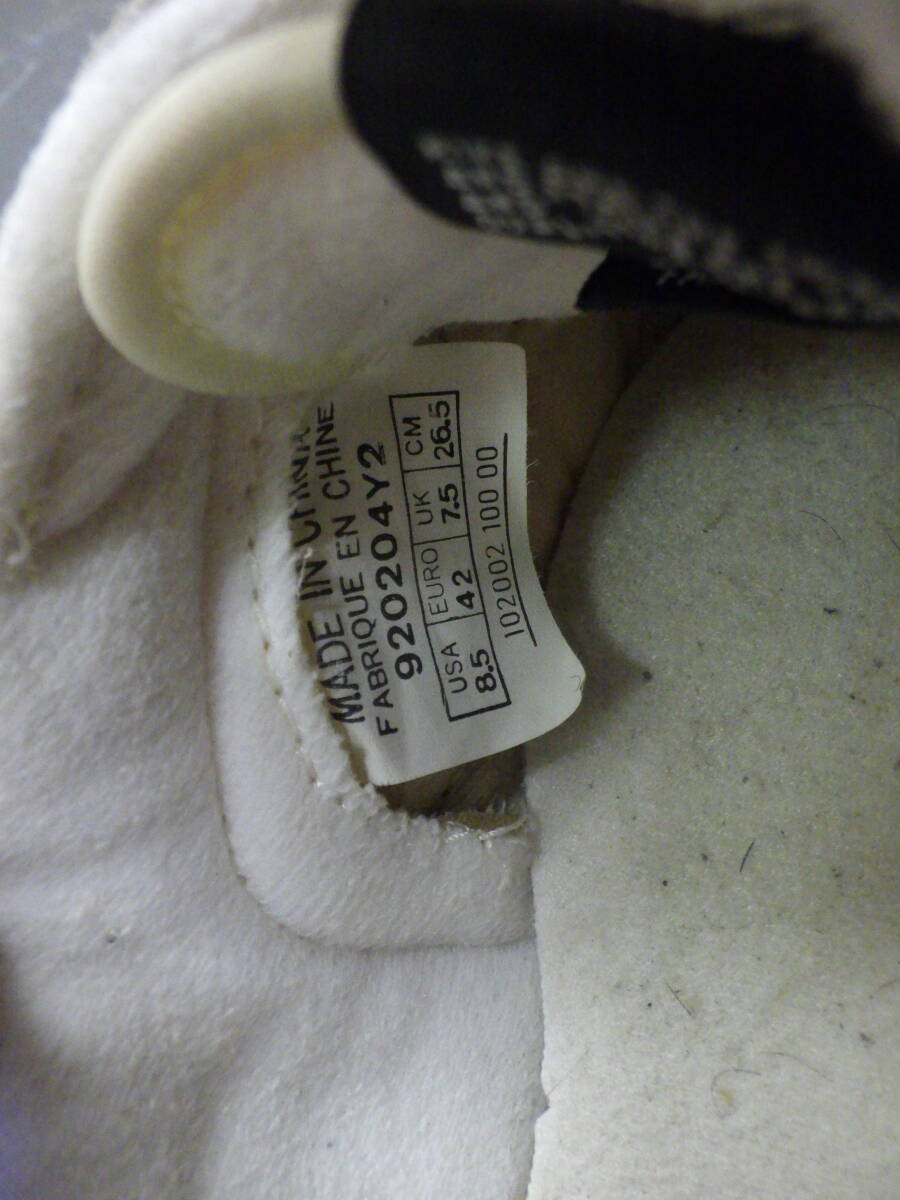 MADE IN CHINA
FABRIQUE EN CHINE
920204Y2
USA EURO UK CM
8.5 42 7.5 26.5
102002 100 00